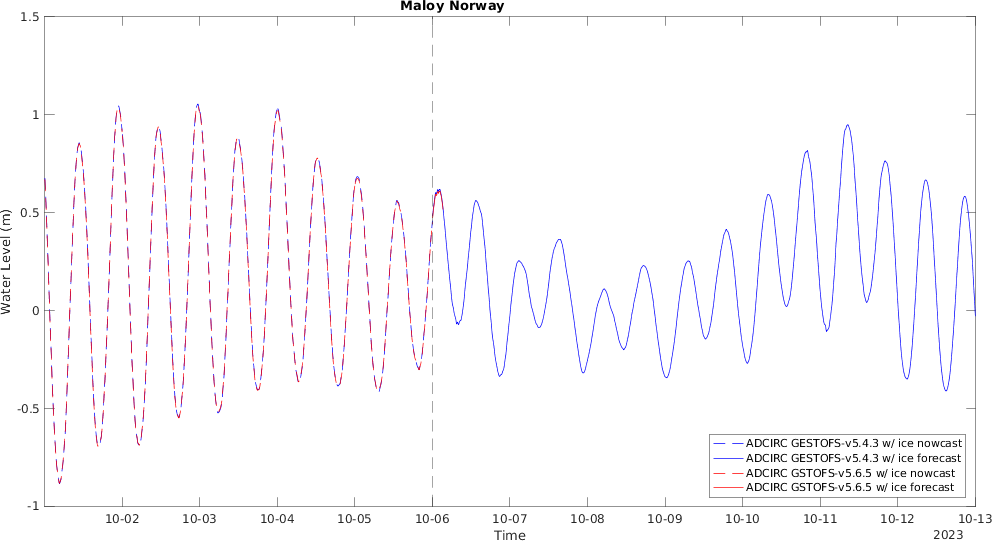 Maloy Norway
1.5
1
0.5
0
-0.5
-1
Water Level (m)
10-02 10-03 10-04 10-05 10-06 10-07 10-08 10-09 10-10 10-11 10-12 10-13
Time
2023
ADCIRC GESTOFS-v5.4.3 w/ ice nowcast
ADCIRC GESTOFS-v5.4.3 w/ ice forecast
ADCIRC GSTOFS-v5.6.5 w/ ice nowcast
ADCIRC GSTOFS-v5.6.5 w/ ice forecast